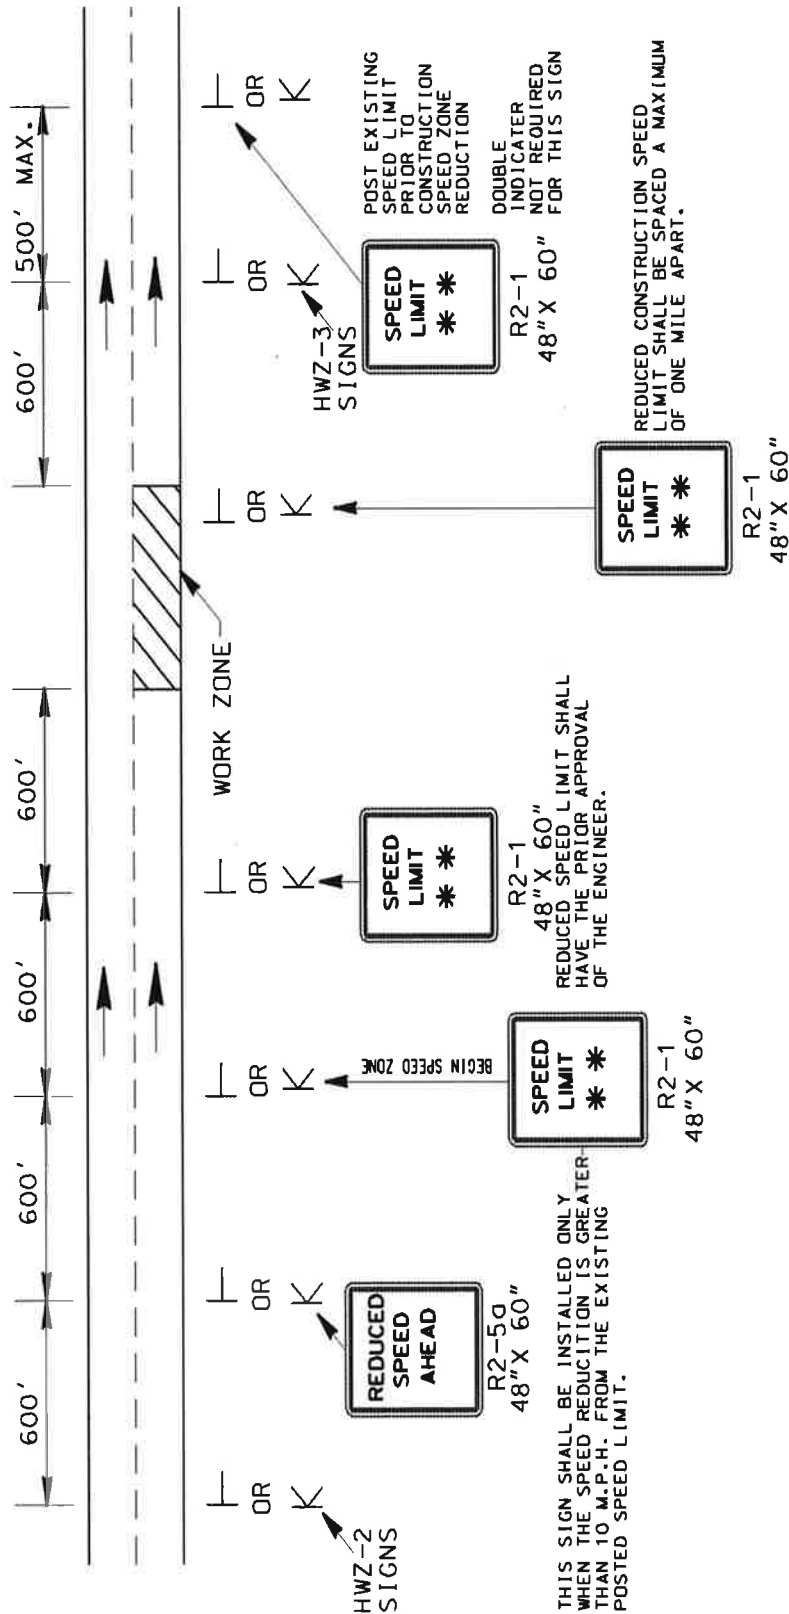 600'
600'
600'
600'
600'
500' MAX.
⊥
OR
K
⊥
OR
K
⊥
OR
K
⊥
OR
K
⊥
OR
K
⊥
OR
K
⊥
OR
K
HWZ-2
SIGNS
REDUCED
SPEED
AHEAD
R2-5a
48"X 60"
THIS SIGN SHALL BE INSTALLED ONLY
WHEN THE SPEED REDUCITION IS GREATER
THAN 10 M.P.H. FROM THE EXISTING
POSTED SPEED LIMIT.
BEGIN SPEED ZONE
SPEED
LIMIT
* *
R2-1
48"X 60"
SPEED
LIMIT
* *
R2-1
48"X 60"
REDUCED SPEED LIMIT SHALL
HAVE THE PRIOR APPROVAL
OF THE ENGINEER.
WORK ZONE
SPEED
LIMIT
* *
R2-1
48"X 60"
REDUCED CONSTRUCTION SPEED
LIMIT SHALL BE SPACED A MAXIMUM
OF ONE MILE APART.
HWZ-3
SIGNS
SPEED
LIMIT
* *
R2-1
48"X 60"
POST EXISTING
SPEED LIMIT
PRIOR TO
CONSTRUCTION
SPEED ZONE
REDUCTION
DOUBLE
INDICATER
NOT REQUIRED
FOR THIS SIGN